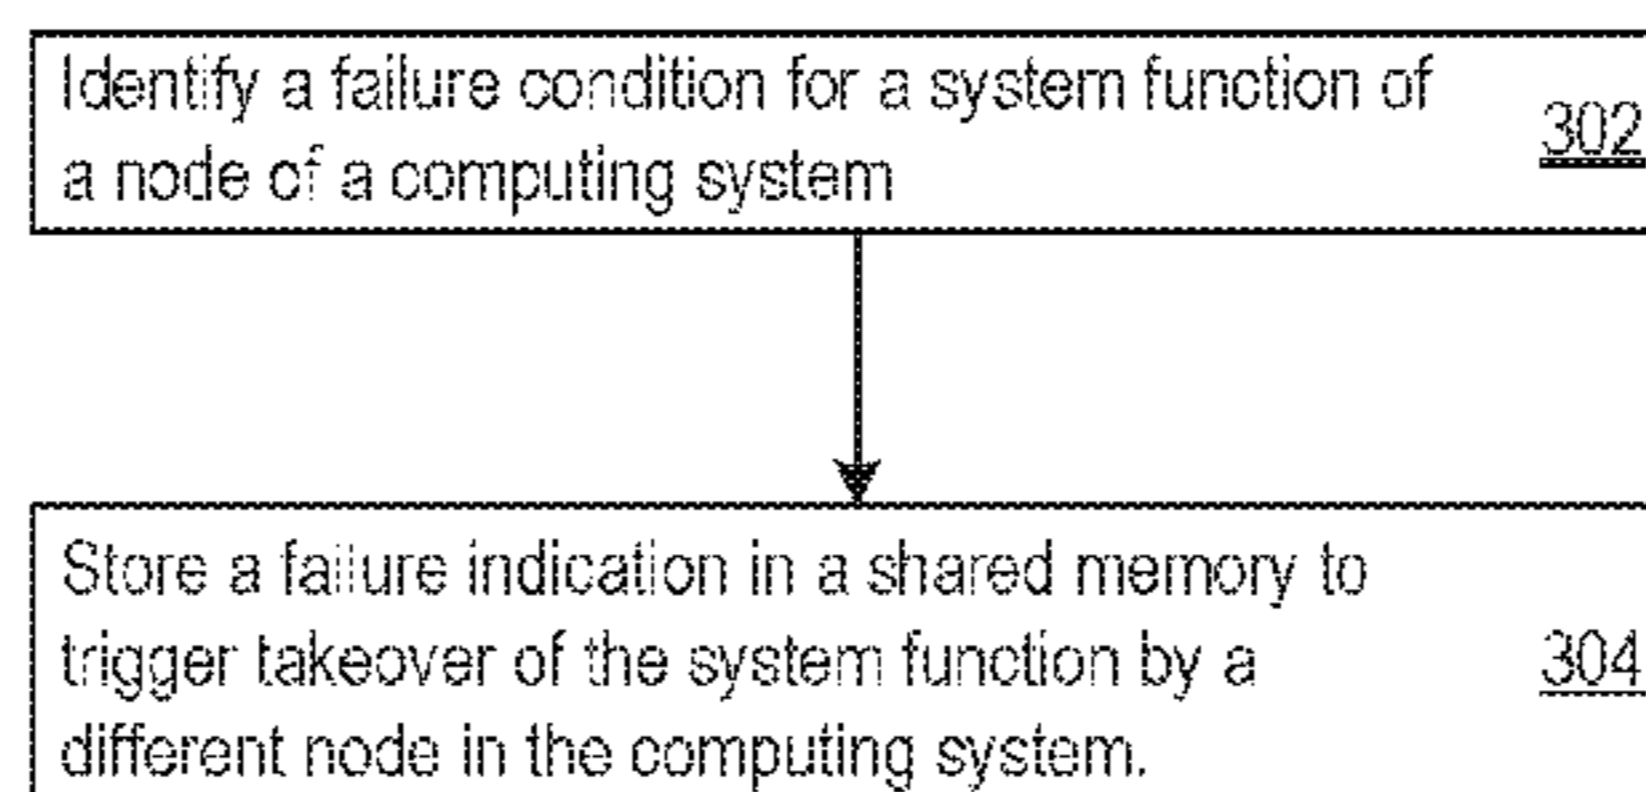 Identify a failure condition for a system function of
a node of a computing system
302
Store a failure indication in a shared memory to
trigger takeover of the system function by a
different node in the computing system.
304